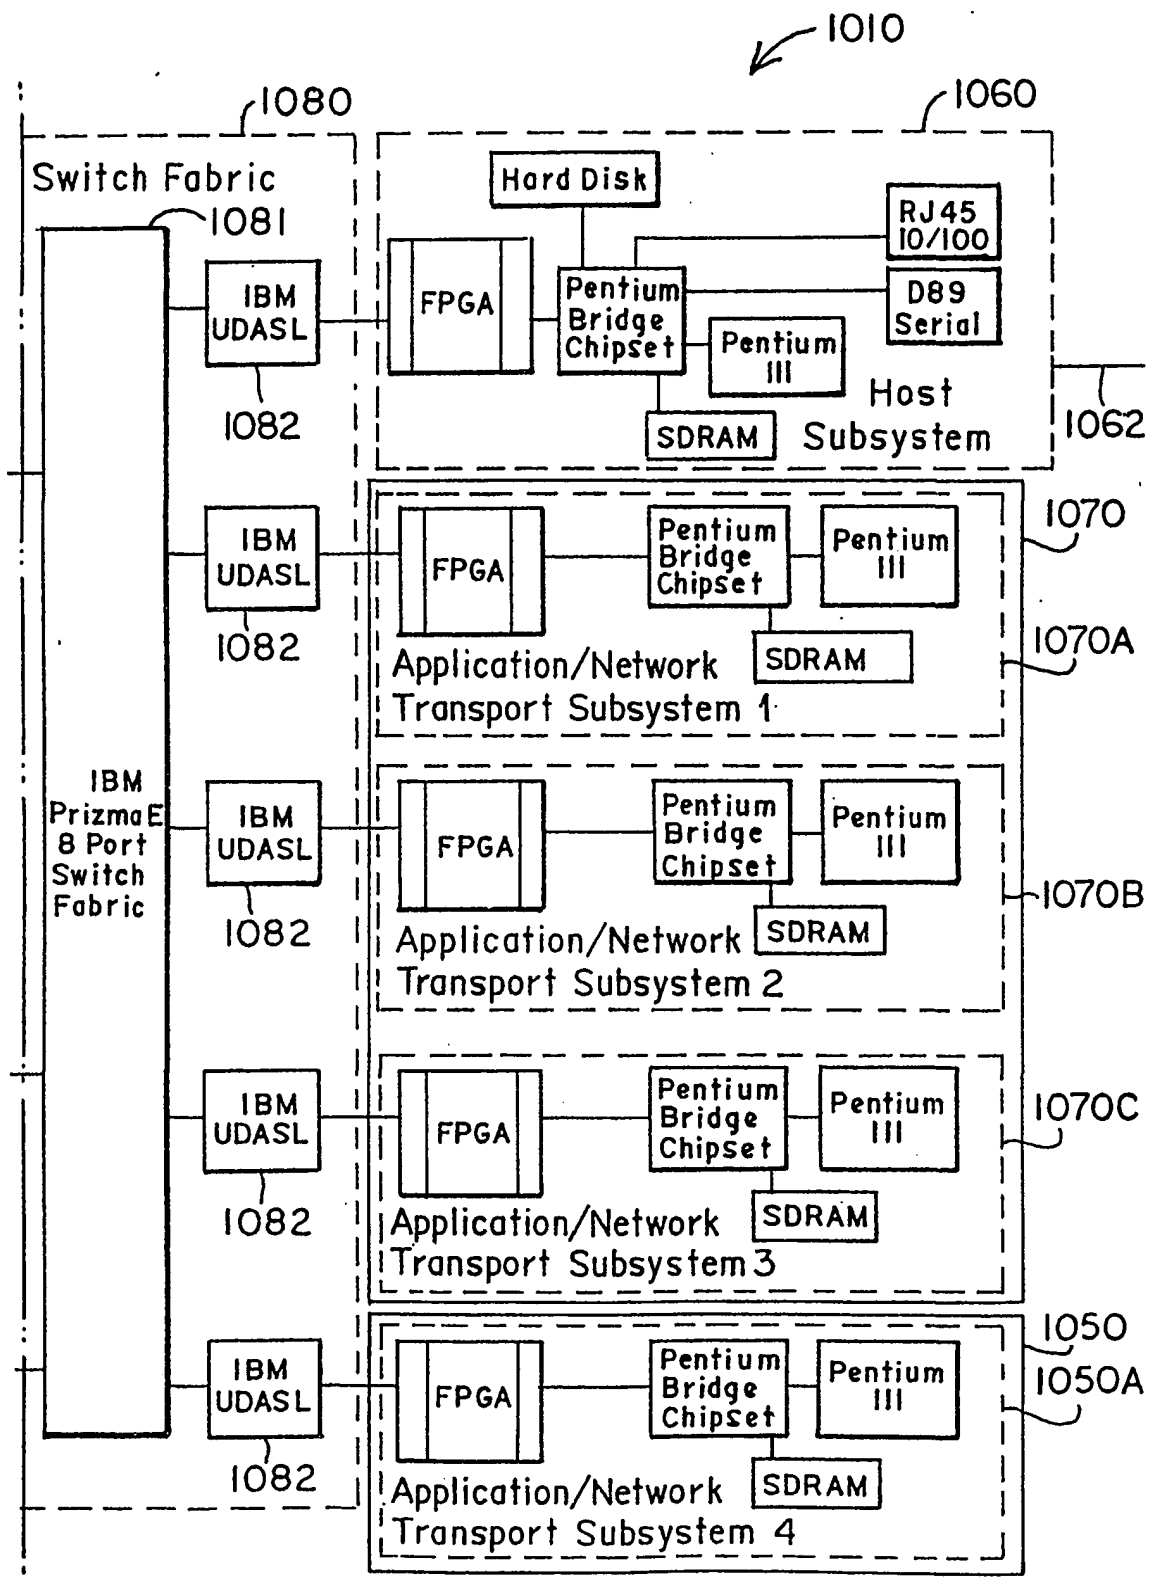 1010
1080
1060
Switch Fabric
1081
Hard Disk
RJ45
10/100
IBM
UDASL
FPGA
Pentium
Bridge
Chipset
D89
Serial
Pentium
III
1082
SDRAM
Host
Subsystem
1062
IBM
UDASL
1082
FPGA
Pentium
Bridge
Chipset
Pentium
III
1070
SDRAM
1070A
Application/Network
Transport Subsystem 1
IBM
PrizmaE
8 Port
Switch
Fabric
IBM
UDASL
1082
FPGA
Pentium
Bridge
Chipset
Pentium
III
1070B
SDRAM
Application/Network
Transport Subsystem 2
IBM
UDASL
1082
FPGA
Pentium
Bridge
Chipset
Pentium
III
1070C
SDRAM
Application/Network
Transport Subsystem 3
IBM
UDASL
1082
FPGA
Pentium
Bridge
Chipset
Pentium
III
1050
1050A
SDRAM
Application/Network
Transport Subsystem 4